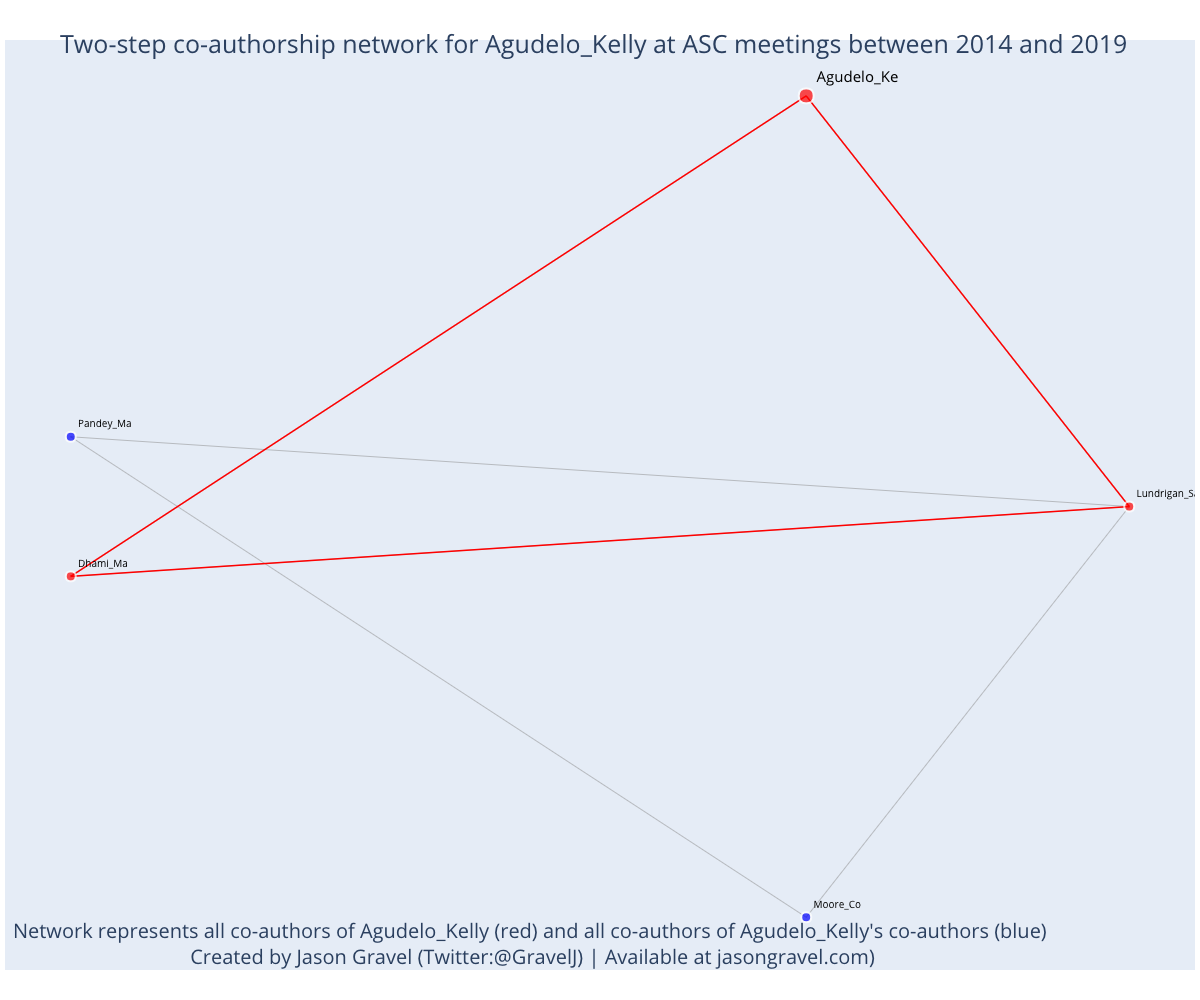 Two-step co-authorship network for Agudelo_Kelly at ASC meetings between 2014 and 2019
Agudelo_Ke
Pandey_Ma
Lundrigan_Sa
Dhami_Ma
Moore_Co
Network represents all co-authors of Agudelo_Kelly (red) and all co-authors of Agudelo_Kelly's co-authors (blue)
Created by Jason Gravel (Twitter:@GravelJ) | Available at jasongravel.com)